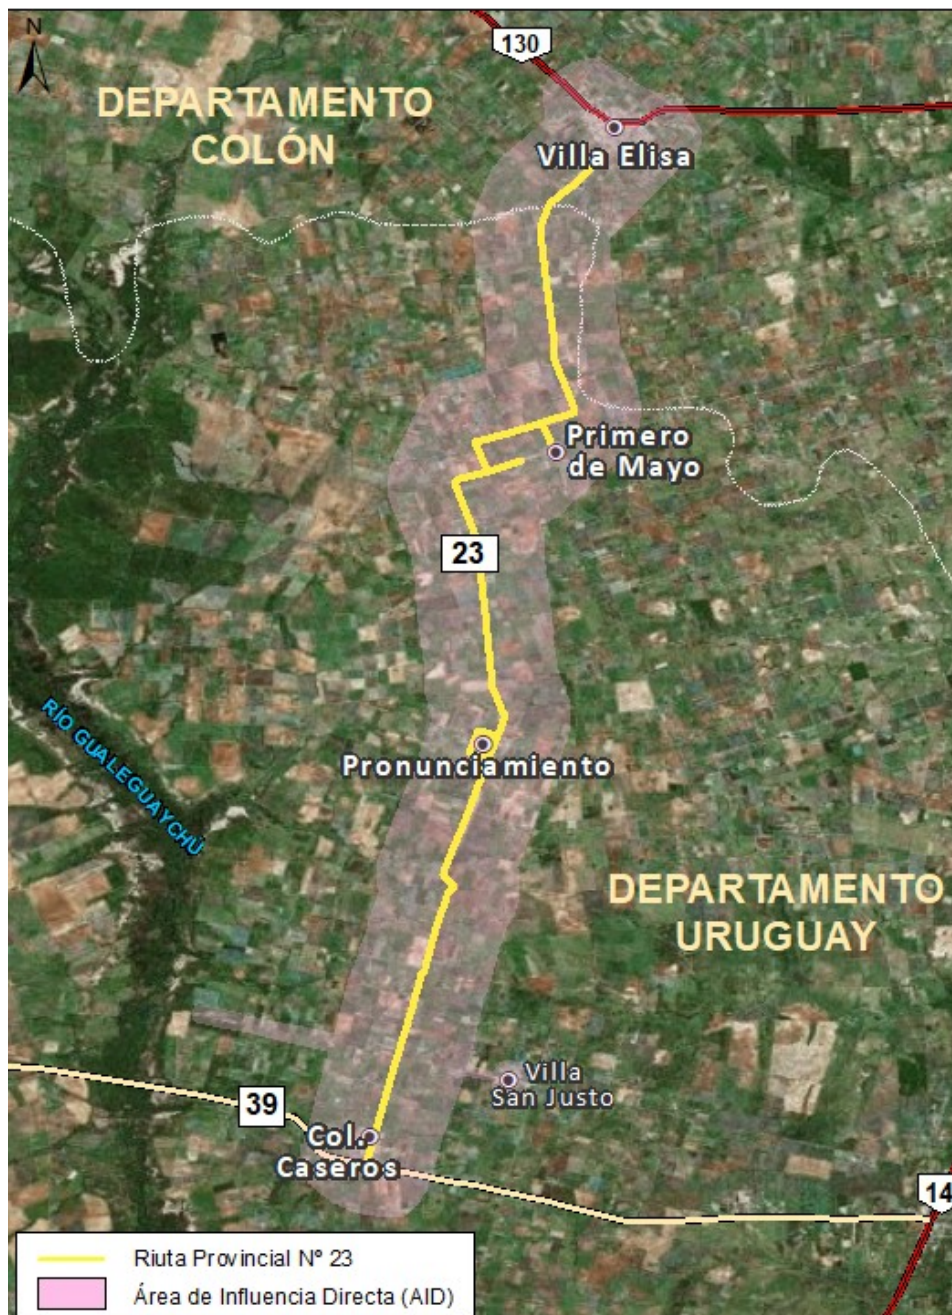 N
130
DEPARTAMENTO
COLÓN
Villa Elisa
Primero
de Mayo
23
RÍO GUALEGUAYCHÚ
Pronunciamiento
DEPARTAMENTO
URUGUAY
Villa
San Justo
39
Col.
Caseros
14
Riuta Provincial Nº 23
Área de Influencia Directa (AID)